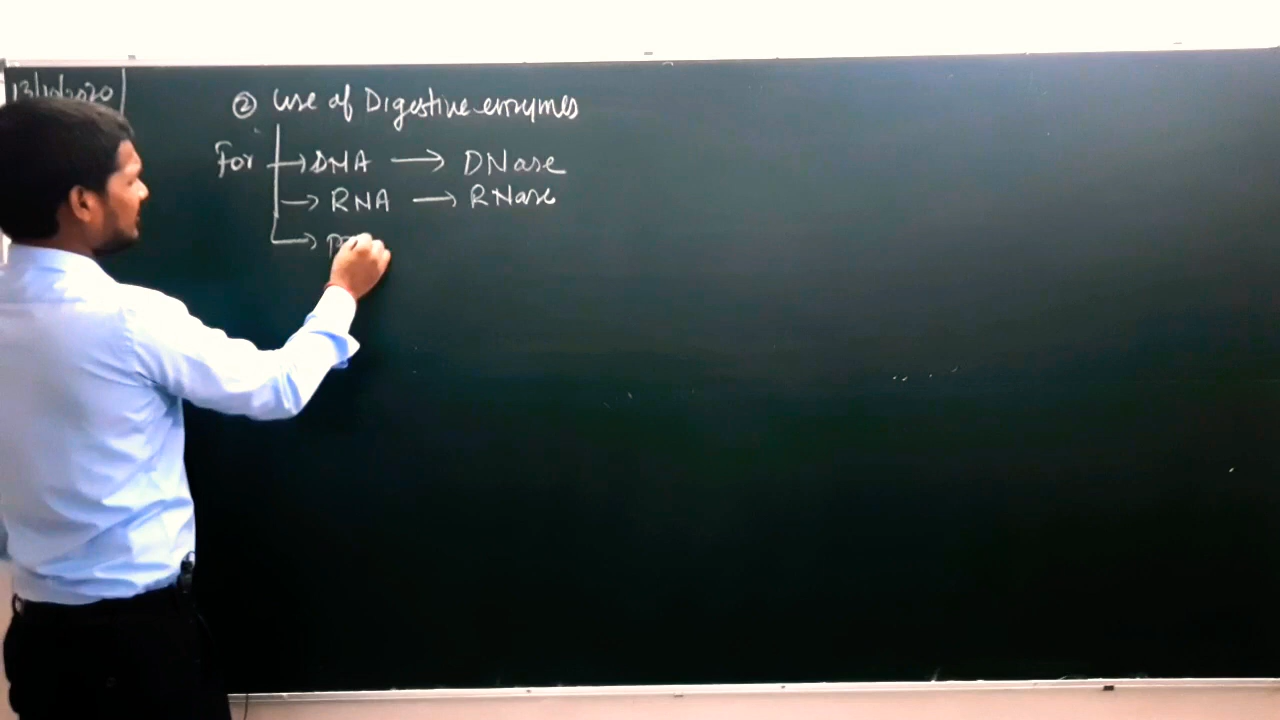 13/10/2020
② Use of Digestive enzymes
For → DNA → DNase
→ RNA → RNase
→